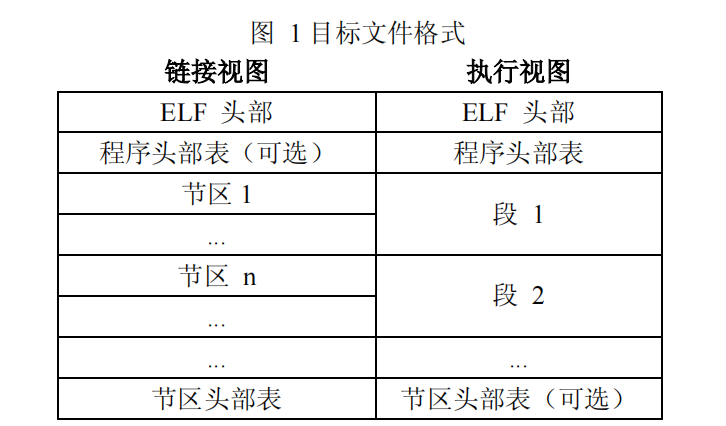 图 1 目标文件格式
链接视图 执行视图
ELF 头部 ELF 头部
程序头部表（可选） 程序头部表
节区 1
段 1
...
节区 n
段 2
...
... ...
节区头部表 节区头部表（可选）